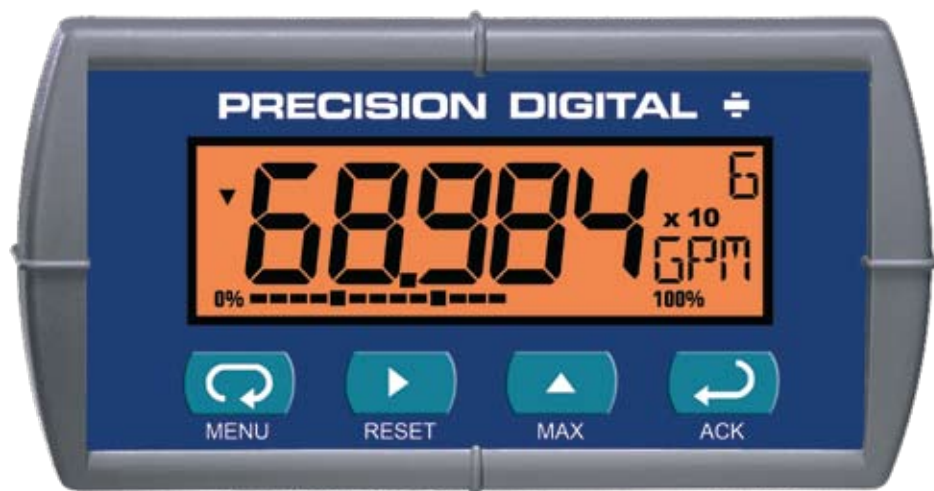 PRECISION DIGITAL
6
68.984
x 10
GPM
0% 100%
MENU RESET MAX ACK